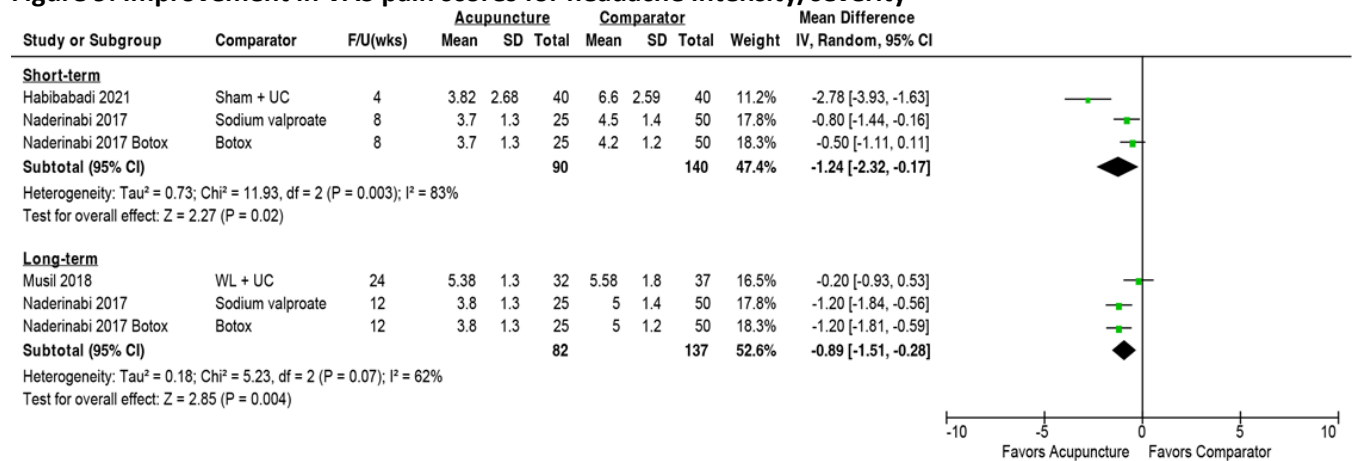 Acupuncture Comparator Mean Difference
Study or Subgroup Comparator F/U(wks) Mean SD Total Mean SD Total Weight IV, Random, 95% CI
Short-term
Habibabadi 2021 Sham + UC 4 3.82 2.68 40 6.6 2.59 40 11.2% -2.78 [-3.93, -1.63]
Naderinabi 2017 Sodium valproate 8 3.7 1.3 25 4.5 1.4 50 17.8% -0.80 [-1.44, -0.16]
Naderinabi 2017 Botox Botox 8 3.7 1.3 25 4.2 1.2 50 18.3% -0.50 [-1.11, 0.11]
Subtotal (95% CI) 90 140 47.4% -1.24 [-2.32, -0.17]
Heterogeneity: Tau² = 0.73; Chi² = 11.93, df = 2 (P = 0.003); I² = 83%
Test for overall effect: Z = 2.27 (P = 0.02)
Long-term
Musil 2018 WL + UC 24 5.38 1.3 32 5.58 1.8 37 16.5% -0.20 [-0.93, 0.53]
Naderinabi 2017 Sodium valproate 12 3.8 1.3 25 5 1.4 50 17.8% -1.20 [-1.84, -0.56]
Naderinabi 2017 Botox Botox 12 3.8 1.3 25 5 1.2 50 18.3% -1.20 [-1.81, -0.59]
Subtotal (95% CI) 82 137 52.6% -0.89 [-1.51, -0.28]
Heterogeneity: Tau² = 0.18; Chi² = 5.23, df = 2 (P = 0.07); I² = 62%
Test for overall effect: Z = 2.85 (P = 0.004)
-10 -5 0 5 10
Favors Acupuncture Favors Comparator